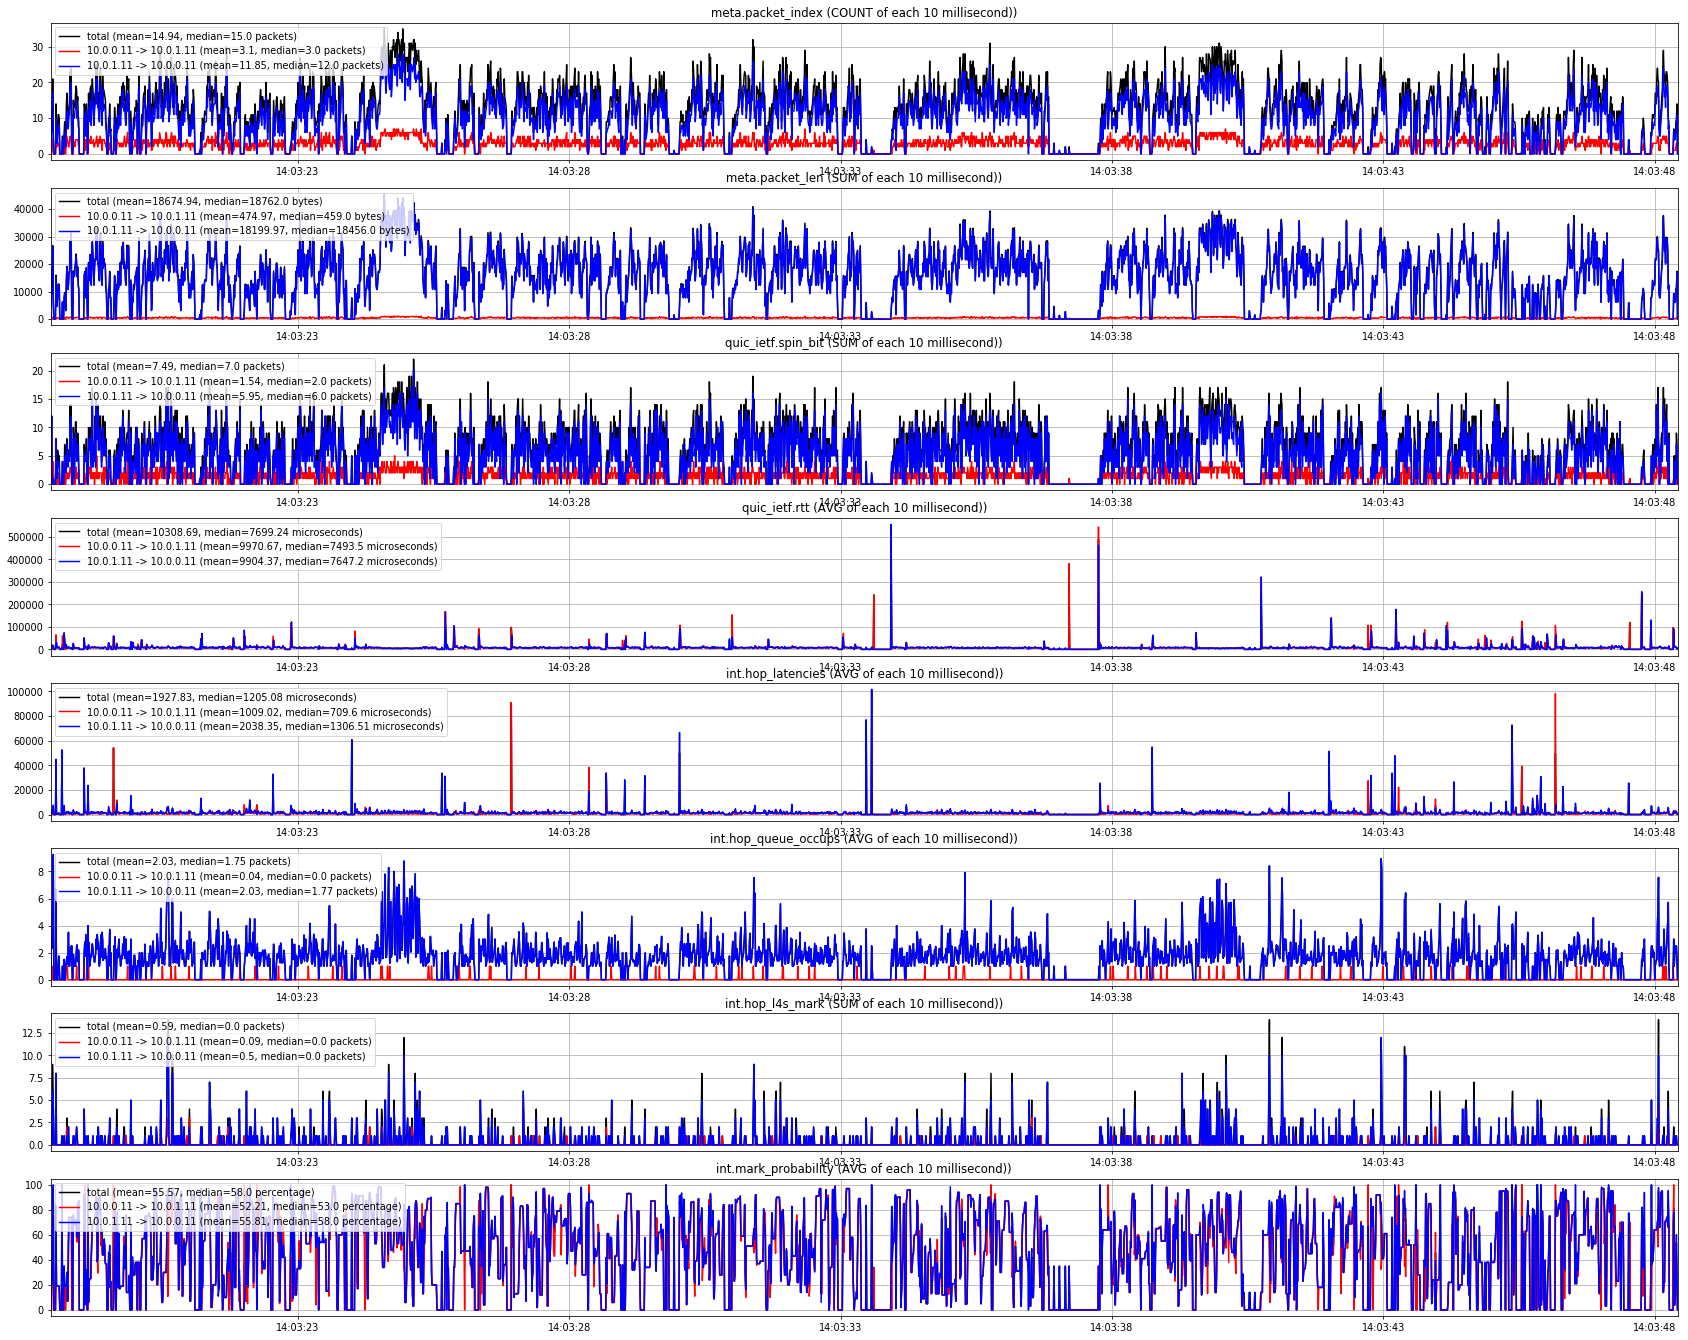 meta.packet_index (COUNT of each 10 millisecond))
30
20
10
0
total (mean=14.94, median=15.0 packets)
10.0.0.11 -> 10.0.1.11 (mean=3.1, median=3.0 packets)
10.0.1.11 -> 10.0.0.11 (mean=11.85, median=12.0 packets)
14:03:23 14:03:28 14:03:33 14:03:38 14:03:43 14:03:48
meta.packet_len (SUM of each 10 millisecond))
40000
30000
20000
10000
0
total (mean=18674.94, median=18762.0 bytes)
10.0.0.11 -> 10.0.1.11 (mean=474.97, median=459.0 bytes)
10.0.1.11 -> 10.0.0.11 (mean=18199.97, median=18456.0 bytes)
14:03:23 14:03:28 14:03:33 14:03:38 14:03:43 14:03:48
quic_ietf.spin_bit (SUM of each 10 millisecond))
20
15
10
5
0
total (mean=7.49, median=7.0 packets)
10.0.0.11 -> 10.0.1.11 (mean=1.54, median=2.0 packets)
10.0.1.11 -> 10.0.0.11 (mean=5.95, median=6.0 packets)
14:03:23 14:03:28 14:03:33 14:03:38 14:03:43 14:03:48
quic_ietf.rtt (AVG of each 10 millisecond))
500000
400000
300000
200000
100000
0
total (mean=10308.69, median=7699.24 microseconds)
10.0.0.11 -> 10.0.1.11 (mean=9970.67, median=7493.5 microseconds)
10.0.1.11 -> 10.0.0.11 (mean=9904.37, median=7647.2 microseconds)
14:03:23 14:03:28 14:03:33 14:03:38 14:03:43 14:03:48
int.hop_latencies (AVG of each 10 millisecond))
100000
80000
60000
40000
20000
0
total (mean=1927.83, median=1205.08 microseconds)
10.0.0.11 -> 10.0.1.11 (mean=1009.02, median=709.6 microseconds)
10.0.1.11 -> 10.0.0.11 (mean=2038.35, median=1306.51 microseconds)
14:03:23 14:03:28 14:03:33 14:03:38 14:03:43 14:03:48
int.hop_queue_occups (AVG of each 10 millisecond))
8
6
4
2
0
total (mean=2.03, median=1.75 packets)
10.0.0.11 -> 10.0.1.11 (mean=0.04, median=0.0 packets)
10.0.1.11 -> 10.0.0.11 (mean=2.03, median=1.77 packets)
14:03:23 14:03:28 14:03:33 14:03:38 14:03:43 14:03:48
int.hop_l4s_mark (SUM of each 10 millisecond))
12.5
10.0
7.5
5.0
2.5
0.0
total (mean=0.59, median=0.0 packets)
10.0.0.11 -> 10.0.1.11 (mean=0.09, median=0.0 packets)
10.0.1.11 -> 10.0.0.11 (mean=0.5, median=0.0 packets)
14:03:23 14:03:28 14:03:33 14:03:38 14:03:43 14:03:48
int.mark_probability (AVG of each 10 millisecond))
100
80
60
40
20
0
total (mean=55.57, median=58.0 percentage)
10.0.0.11 -> 10.0.1.11 (mean=52.21, median=53.0 percentage)
10.0.1.11 -> 10.0.0.11 (mean=55.81, median=58.0 percentage)
14:03:23 14:03:28 14:03:33 14:03:38 14:03:43 14:03:48